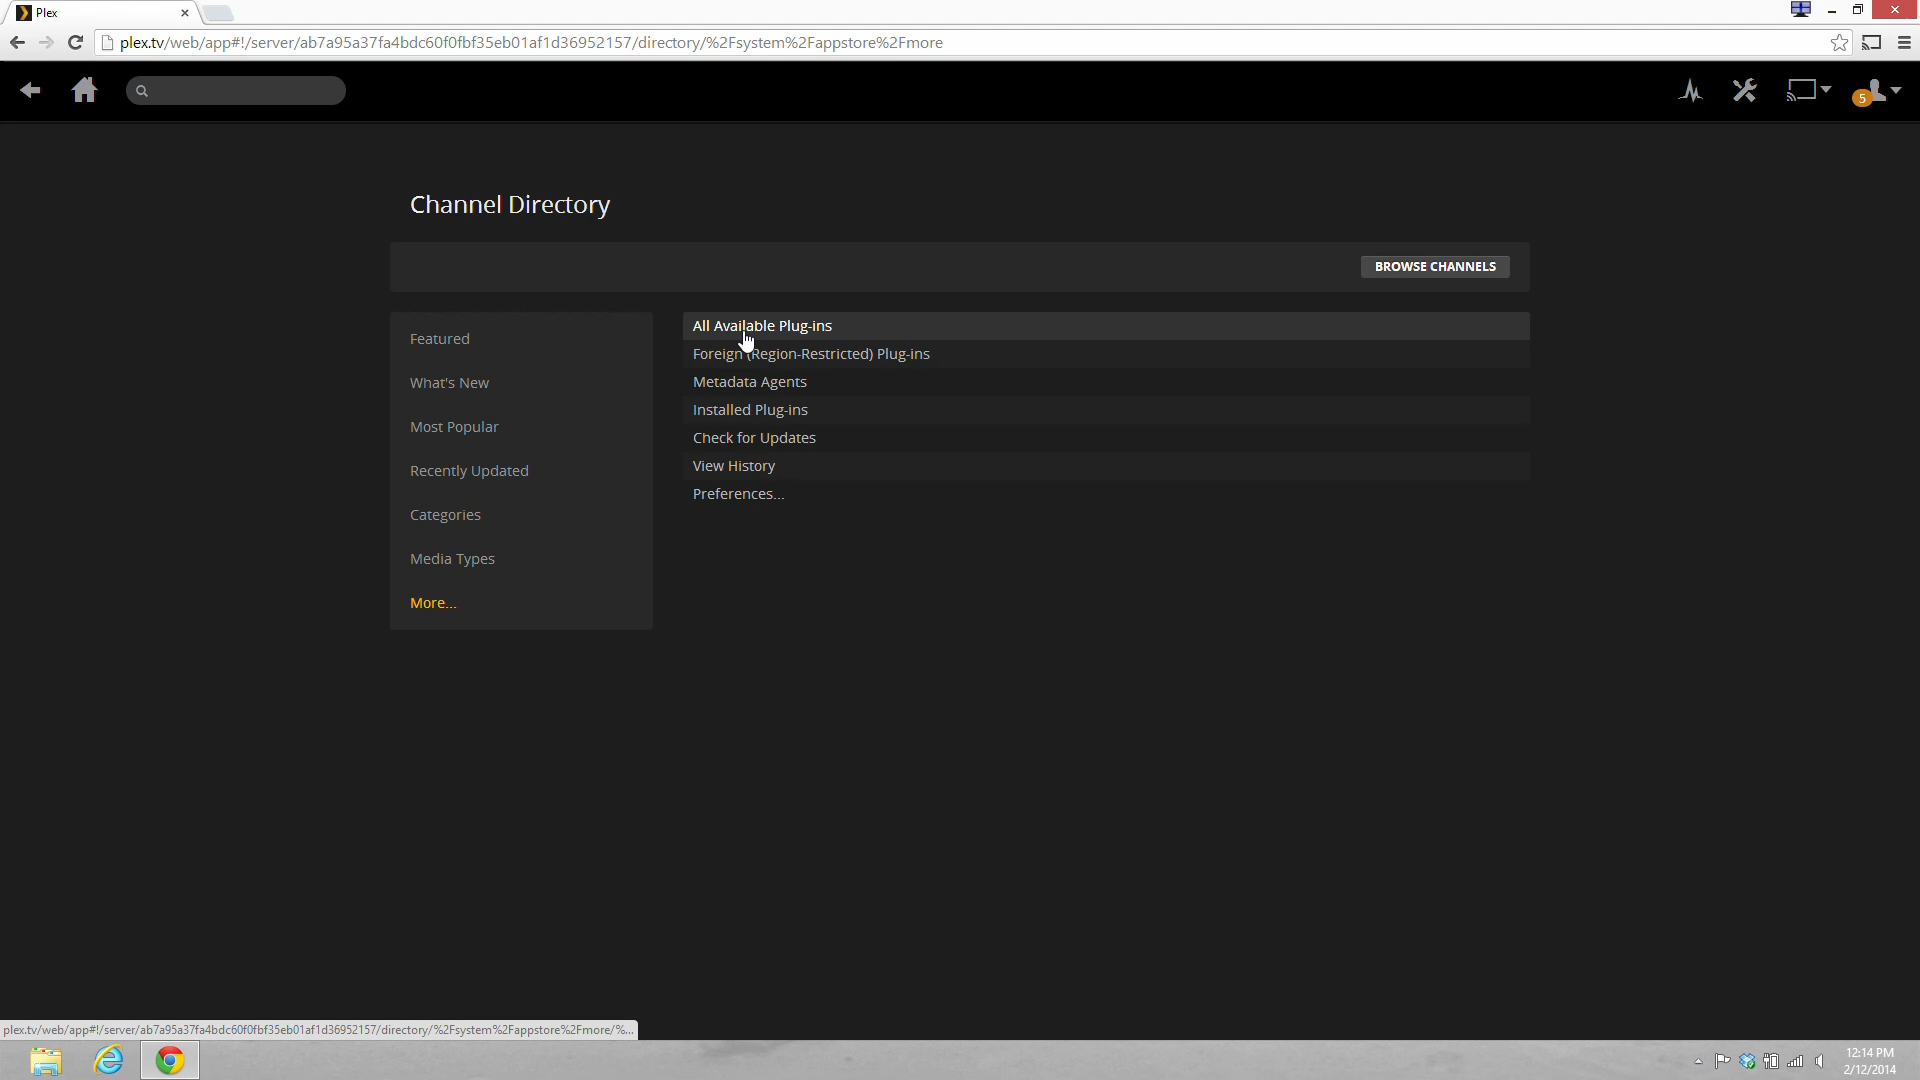 Plex
plex.tv/web/app#!/server/ab7a95a37fa4bdc60f0fbf35eb01af1d36952157/directory/%2Fsystem%2Fappstore%2Fmore
5
Channel Directory
BROWSE CHANNELS
Featured
What's New
Most Popular
Recently Updated
Categories
Media Types
More...
All Available Plug-ins
Foreign (Region-Restricted) Plug-ins
Metadata Agents
Installed Plug-ins
Check for Updates
View History
Preferences...
plex.tv/web/app#!/server/ab7a95a37fa4bdc60f0fbf35eb01af1d36952157/directory/%2Fsystem%2Fappstore%2Fmore/%...
12:14 PM
2/12/2014